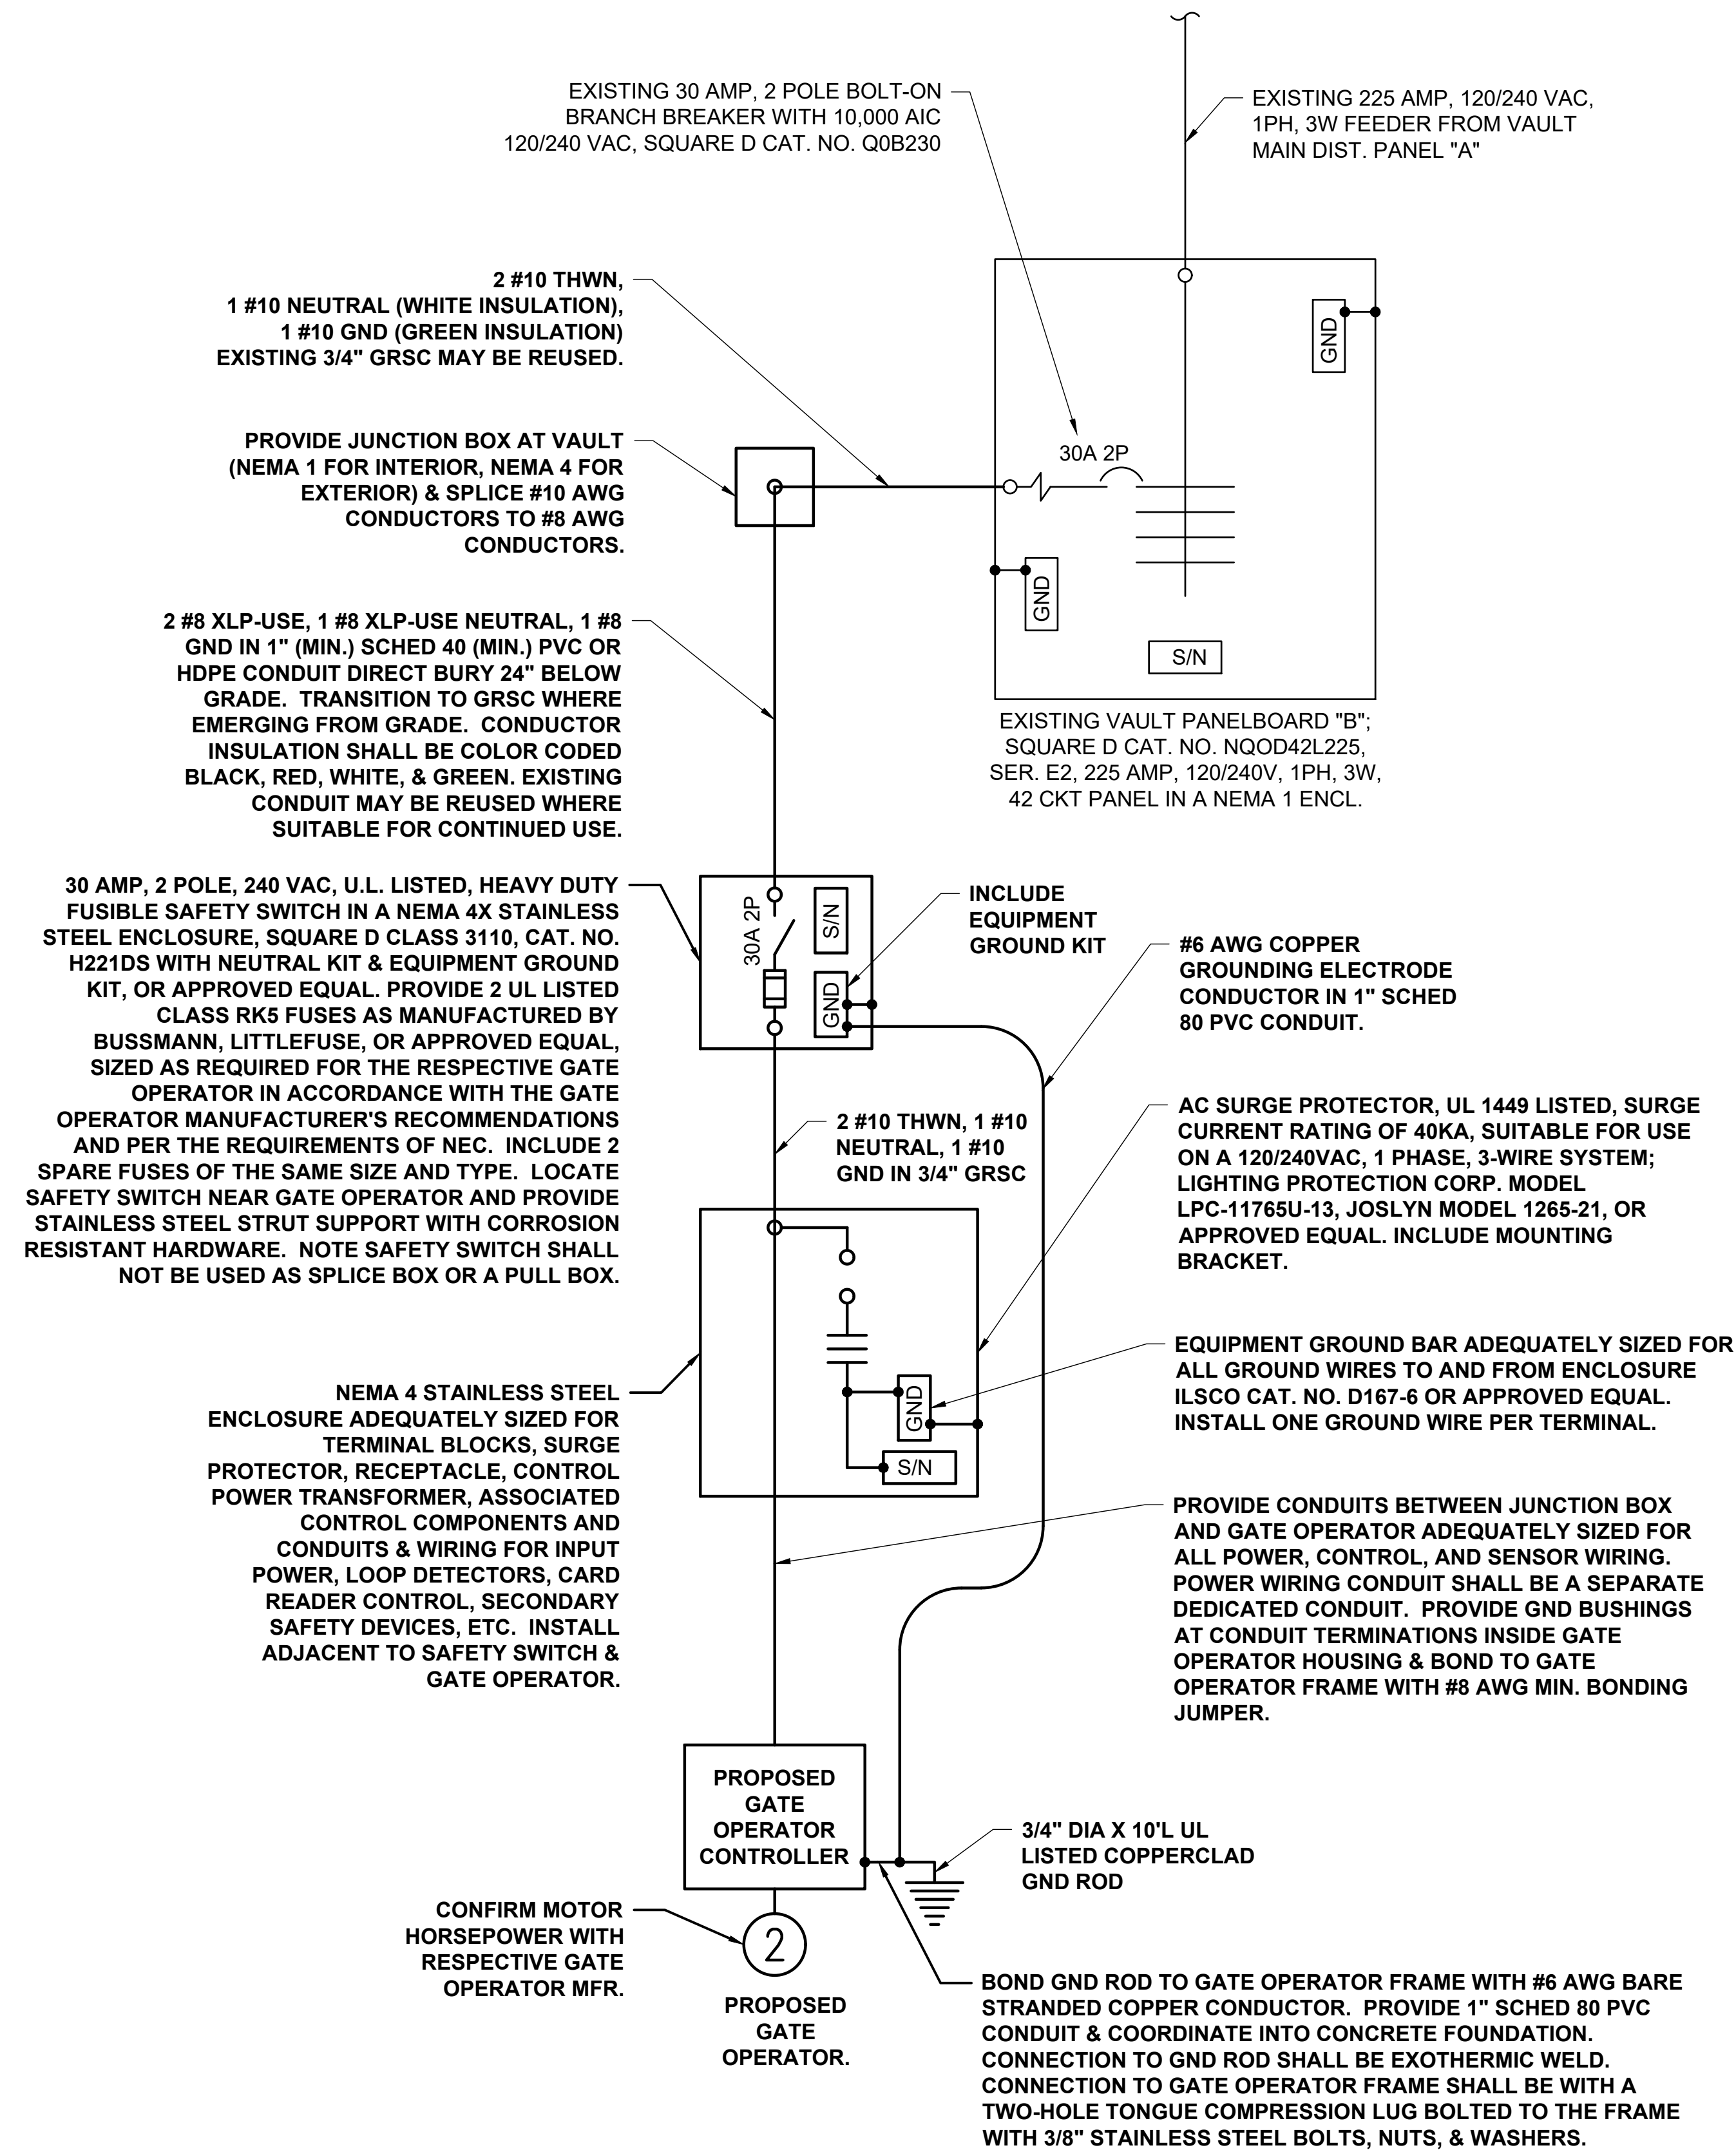 EXISTING 30 AMP, 2 POLE BOLT-ON
BRANCH BREAKER WITH 10,000 AIC
120/240 VAC, SQUARE D CAT. NO. Q0B230
EXISTING 225 AMP, 120/240 VAC,
1PH, 3W FEEDER FROM VAULT
MAIN DIST. PANEL "A"
2 #10 THWN,
1 #10 NEUTRAL (WHITE INSULATION),
1 #10 GND (GREEN INSULATION)
EXISTING 3/4" GRSC MAY BE REUSED.
GND
PROVIDE JUNCTION BOX AT VAULT
(NEMA 1 FOR INTERIOR, NEMA 4 FOR
EXTERIOR) & SPLICE #10 AWG
CONDUCTORS TO #8 AWG
CONDUCTORS.
30A 2P
GND
S/N
2 #8 XLP-USE, 1 #8 XLP-USE NEUTRAL, 1 #8
GND IN 1" (MIN.) SCHED 40 (MIN.) PVC OR
HDPE CONDUIT DIRECT BURY 24" BELOW
GRADE. TRANSITION TO GRSC WHERE
EMERGING FROM GRADE. CONDUCTOR
INSULATION SHALL BE COLOR CODED
BLACK, RED, WHITE, & GREEN. EXISTING
CONDUIT MAY BE REUSED WHERE
SUITABLE FOR CONTINUED USE.
EXISTING VAULT PANELBOARD "B";
SQUARE D CAT. NO. NQOD42L225,
SER. E2, 225 AMP, 120/240V, 1PH, 3W,
42 CKT PANEL IN A NEMA 1 ENCL.
30 AMP, 2 POLE, 240 VAC, U.L. LISTED, HEAVY DUTY
FUSIBLE SAFETY SWITCH IN A NEMA 4X STAINLESS
STEEL ENCLOSURE, SQUARE D CLASS 3110, CAT. NO.
H221DS WITH NEUTRAL KIT & EQUIPMENT GROUND
KIT, OR APPROVED EQUAL. PROVIDE 2 UL LISTED
CLASS RK5 FUSES AS MANUFACTURED BY
BUSSMANN, LITTLEFUSE, OR APPROVED EQUAL,
SIZED AS REQUIRED FOR THE RESPECTIVE GATE
OPERATOR IN ACCORDANCE WITH THE GATE
OPERATOR MANUFACTURER'S RECOMMENDATIONS
AND PER THE REQUIREMENTS OF NEC. INCLUDE 2
SPARE FUSES OF THE SAME SIZE AND TYPE. LOCATE
SAFETY SWITCH NEAR GATE OPERATOR AND PROVIDE
STAINLESS STEEL STRUT SUPPORT WITH CORROSION
RESISTANT HARDWARE. NOTE SAFETY SWITCH SHALL
NOT BE USED AS SPLICE BOX OR A PULL BOX.
30A 2P
S/N
GND
INCLUDE
EQUIPMENT
GROUND KIT
#6 AWG COPPER
GROUNDING ELECTRODE
CONDUCTOR IN 1" SCHED
80 PVC CONDUIT.
2 #10 THWN, 1 #10
NEUTRAL, 1 #10
GND IN 3/4" GRSC
AC SURGE PROTECTOR, UL 1449 LISTED, SURGE
CURRENT RATING OF 40KA, SUITABLE FOR USE
ON A 120/240VAC, 1 PHASE, 3-WIRE SYSTEM;
LIGHTING PROTECTION CORP. MODEL
LPC-11765U-13, JOSLYN MODEL 1265-21, OR
APPROVED EQUAL. INCLUDE MOUNTING
BRACKET.
NEMA 4 STAINLESS STEEL
ENCLOSURE ADEQUATELY SIZED FOR
TERMINAL BLOCKS, SURGE
PROTECTOR, RECEPTACLE, CONTROL
POWER TRANSFORMER, ASSOCIATED
CONTROL COMPONENTS AND
CONDUITS & WIRING FOR INPUT
POWER, LOOP DETECTORS, CARD
READER CONTROL, SECONDARY
SAFETY DEVICES, ETC. INSTALL
ADJACENT TO SAFETY SWITCH &
GATE OPERATOR.
GND
S/N
EQUIPMENT GROUND BAR ADEQUATELY SIZED FOR
ALL GROUND WIRES TO AND FROM ENCLOSURE
ILSCO CAT. NO. D167-6 OR APPROVED EQUAL.
INSTALL ONE GROUND WIRE PER TERMINAL.
PROVIDE CONDUITS BETWEEN JUNCTION BOX
AND GATE OPERATOR ADEQUATELY SIZED FOR
ALL POWER, CONTROL, AND SENSOR WIRING.
POWER WIRING CONDUIT SHALL BE A SEPARATE
DEDICATED CONDUIT. PROVIDE GND BUSHINGS
AT CONDUIT TERMINATIONS INSIDE GATE
OPERATOR HOUSING & BOND TO GATE
OPERATOR FRAME WITH #8 AWG MIN. BONDING
JUMPER.
PROPOSED
GATE
OPERATOR
CONTROLLER
3/4" DIA X 10'L UL
LISTED COPPERCLAD
GND ROD
CONFIRM MOTOR
HORSEPOWER WITH
RESPECTIVE GATE
OPERATOR MFR.
2
PROPOSED
GATE
OPERATOR.
BOND GND ROD TO GATE OPERATOR FRAME WITH #6 AWG BARE
STRANDED COPPER CONDUCTOR. PROVIDE 1" SCHED 80 PVC
CONDUIT & COORDINATE INTO CONCRETE FOUNDATION.
CONNECTION TO GND ROD SHALL BE EXOTHERMIC WELD.
CONNECTION TO GATE OPERATOR FRAME SHALL BE WITH A
TWO-HOLE TONGUE COMPRESSION LUG BOLTED TO THE FRAME
WITH 3/8" STAINLESS STEEL BOLTS, NUTS, & WASHERS.